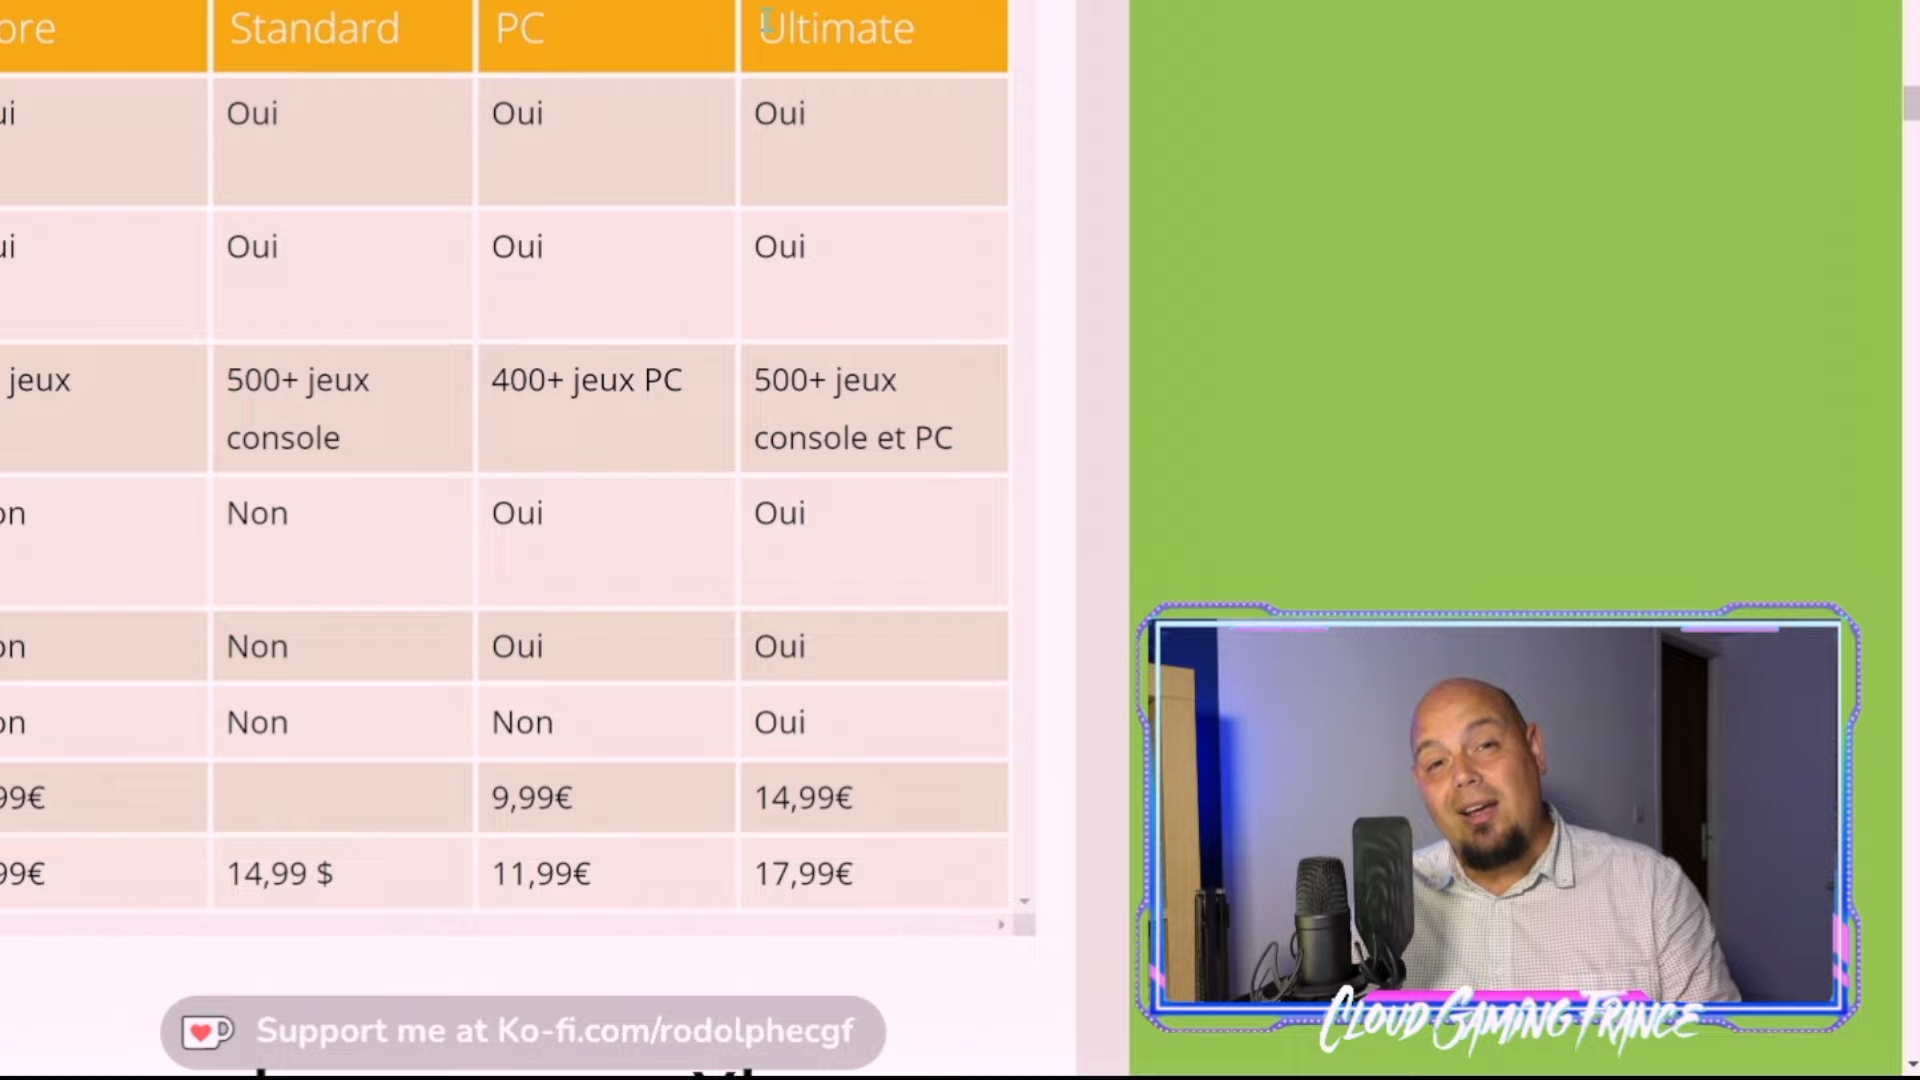 ore Standard PC Ultimate
ui Oui Oui Oui
ui Oui Oui Oui
jeux 500+ jeux 400+ jeux PC 500+ jeux
console console et PC
on Non Oui Oui
on Non Oui Oui
on Non Non Oui
99€ 9,99€ 14,99€
99€ 14,99 $ 11,99€ 17,99€
Support me at Ko-fi.com/rodolphecgf
CLOUD GAMING FRANCE